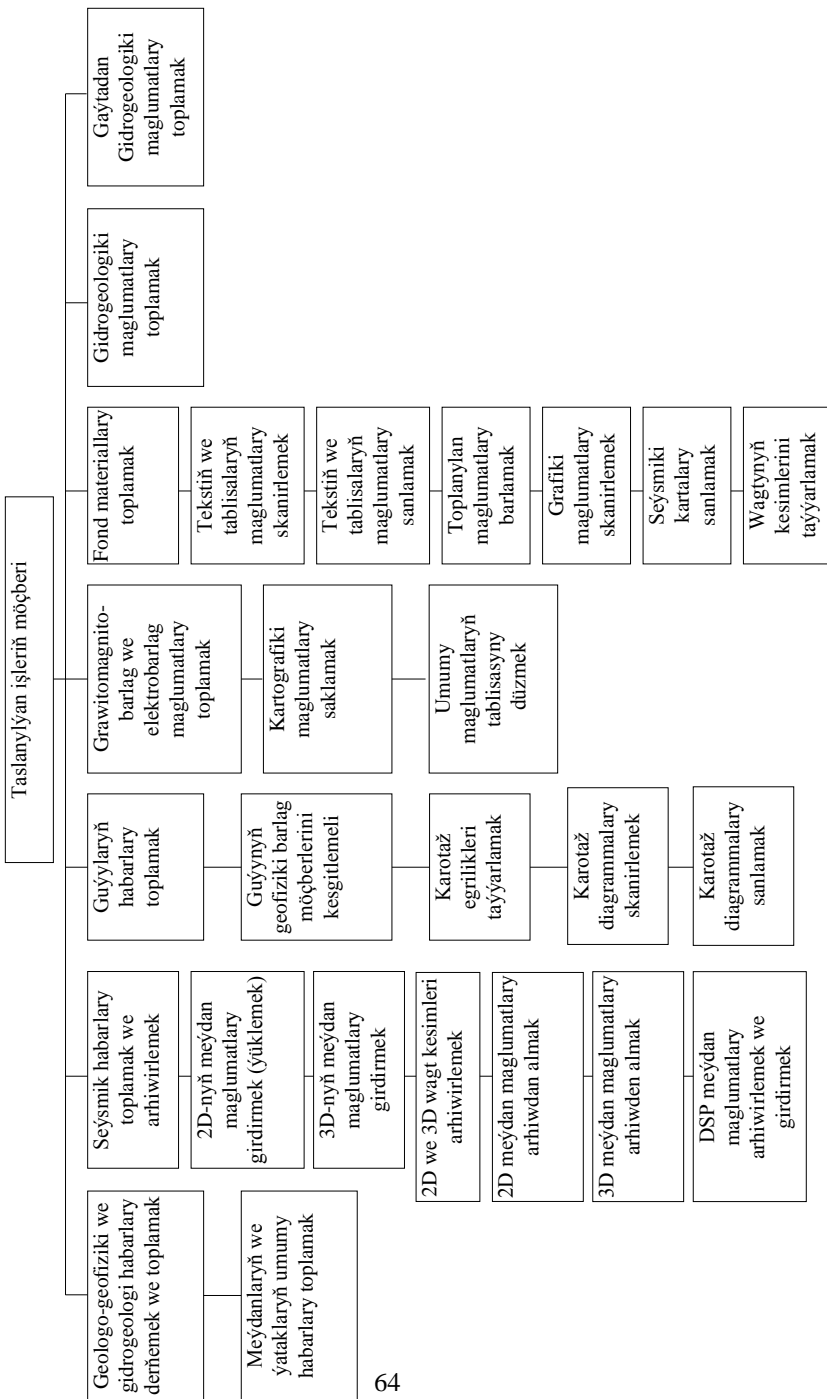 Taslanylýan işleriň möçberi
Geologo-geofiziki we
gidrogeologi habarlary
derňemek we toplamak
Meýdanlaryň we
ýataklaryň umumy
habarlary toplamak
Seýsmik habarlary
toplamak we
arhiwirlemek
2D-nyň meýdan
maglumatlary
girdirmek (ýüklemek)
3D-nyň meýdan
maglumatlary
girdirmek
2D we 3D wagt kesimleri
arhiwirlemek
2D meýdan maglumatlary
arhiwdan almak
3D meýdan maglumatlary
arhiwden almak
DSP meýdan
maglumatlary
arhiwirlemek we
girdirmek
Guýylaryň
habarlary
toplamak
Guýynyň
geofiziki barlag
möçberlerini
kesgitlemeli
Karotaž
egrilikleri
taýýarlamak
Karotaž
diagrammalary
skanirlemek
Karotaž
diagrammalary
sanlamak
Grawitomagnito-
barlag we
elektrobarlag
maglumatlary
toplamak
Kartografiki
maglumatlary
saklamak
Umumy
maglumatlaryň
tablisasyny
düzmek
Fond materiallary
toplamak
Tekstiň we
tablisalaryň
maglumatlary
skanirlemek
Tekstiň we
tablisalaryň
maglumatlary
sanlamak
Toplanylan
maglumatlary
barlamak
Grafiki
maglumatlary
skanirlemek
Seýsmiki
kartalary
sanlamak
Wagtynyň
kesimlerini
taýýarlamak
Gidrogeologiki
maglumatlary
toplamak
Gaýtadan
Gidrogeologiki
maglumatlary
toplamak
64